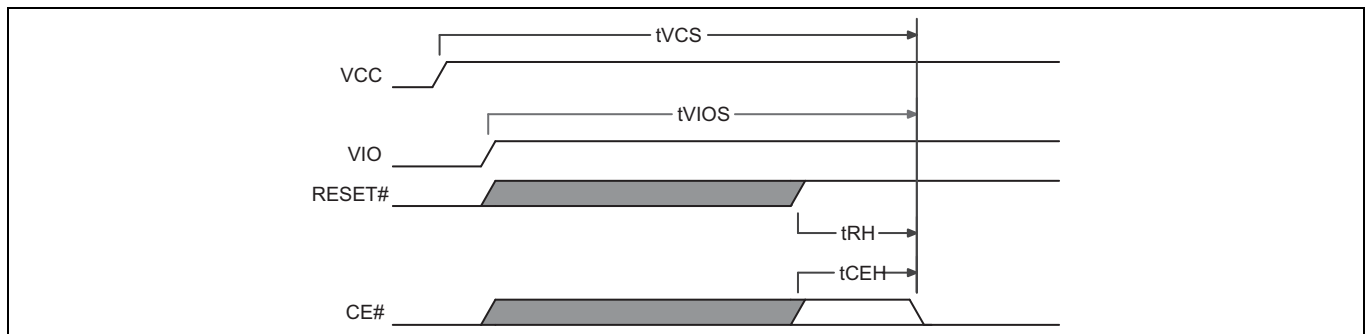 tVCS
VCC
tVIOS
VIO
RESET#
tRH
tCEH
CE#